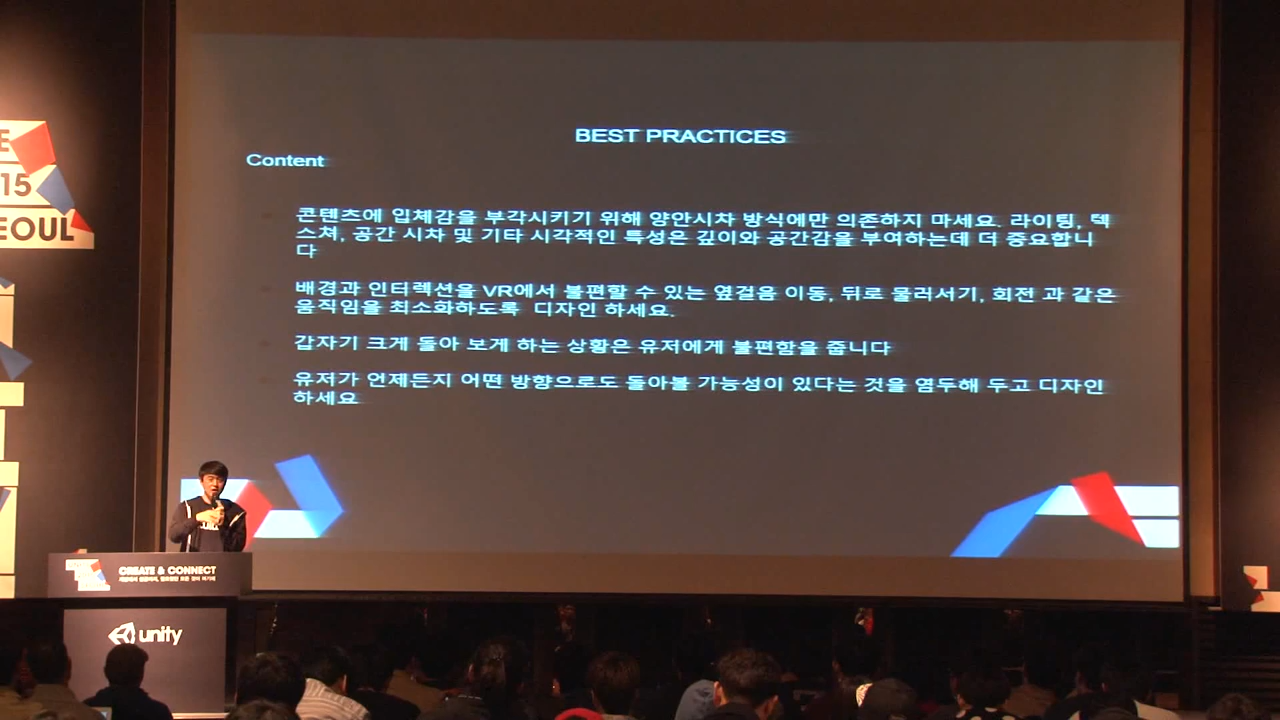 E
15
EOUL
BEST PRACTICES
Content
콘텐츠에 입체감을 부각시키기 위해 양안시차 방식에만 의존하지 마세요. 라이팅, 텍
스쳐, 공간 시차 및 기타 시각적인 특성은 깊이와 공간감을 부여하는데 더 중요합니
다
배경과 인터렉션을 VR에서 불편할 수 있는 옆걸음 이동, 뒤로 물러서기, 회전 과 같은
움직임을 최소화하도록 디자인 하세요.
갑자기 크게 돌아 보게 하는 상황은 유저에게 불편함을 줍니다
유저가 언제든지 어떤 방향으로도 돌아볼 가능성이 있다는 것을 염두해 두고 디자인
하세요
CREATE & CONNECT
unity